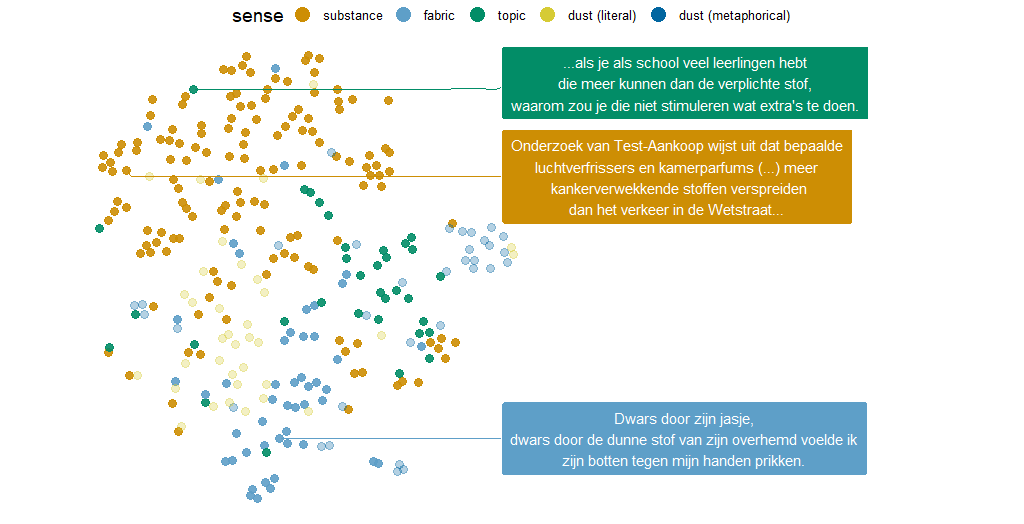 sense substance fabric topic dust (literal) dust (metaphorical)
...als je als school veel leerlingen hebt
die meer kunnen dan de verplichte stof,
waarom zou je die niet stimuleren wat extra's te doen.
Onderzoek van Test-Aankoop wijst uit dat bepaalde
luchtverfrissers en kamerparfums (...) meer
kankerverwekkende stoffen verspreiden
dan het verkeer in de Wetstraat...
Dwars door zijn jasje,
dwars door de dunne stof van zijn overhemd voelde ik
zijn botten tegen mijn handen prikken.